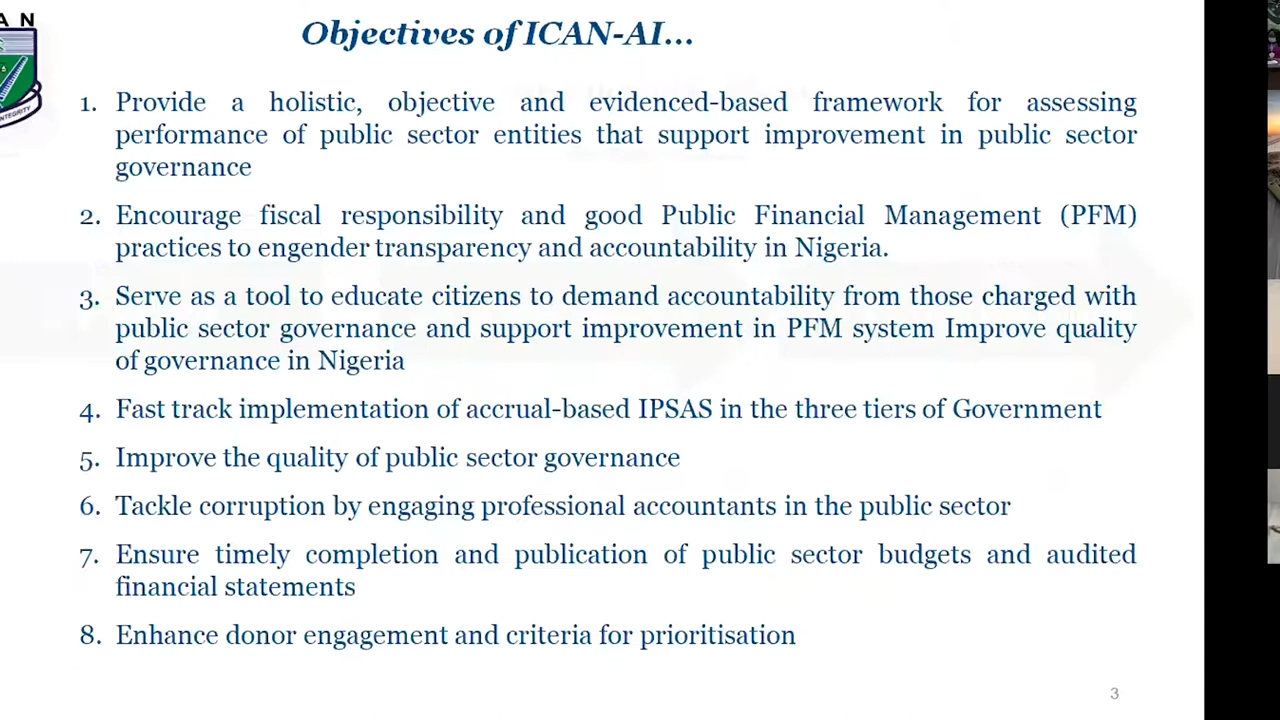 A N
Objectives of ICAN-AI...
1. Provide a holistic, objective and evidenced-based framework for assessing
performance of public sector entities that support improvement in public sector
governance
2. Encourage fiscal responsibility and good Public Financial Management (PFM)
practices to engender transparency and accountability in Nigeria.
3. Serve as a tool to educate citizens to demand accountability from those charged with
public sector governance and support improvement in PFM system Improve quality
of governance in Nigeria
4. Fast track implementation of accrual-based IPSAS in the three tiers of Government
5. Improve the quality of public sector governance
6. Tackle corruption by engaging professional accountants in the public sector
7. Ensure timely completion and publication of public sector budgets and audited
financial statements
8. Enhance donor engagement and criteria for prioritisation
3